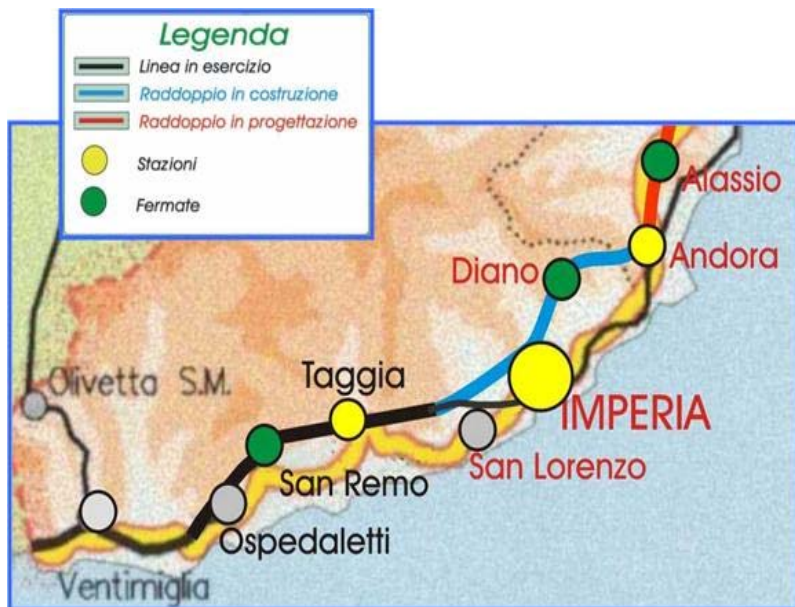 Legenda
Linea in esercizio
Raddoppio in costruzione
Raddoppio in progettazione
Stazioni
Fermate
Alassio
Diano
Andora
Olivetta S.M.
Taggia
IMPERIA
San Lorenzo
San Remo
Ospedaletti
Ventimiglia